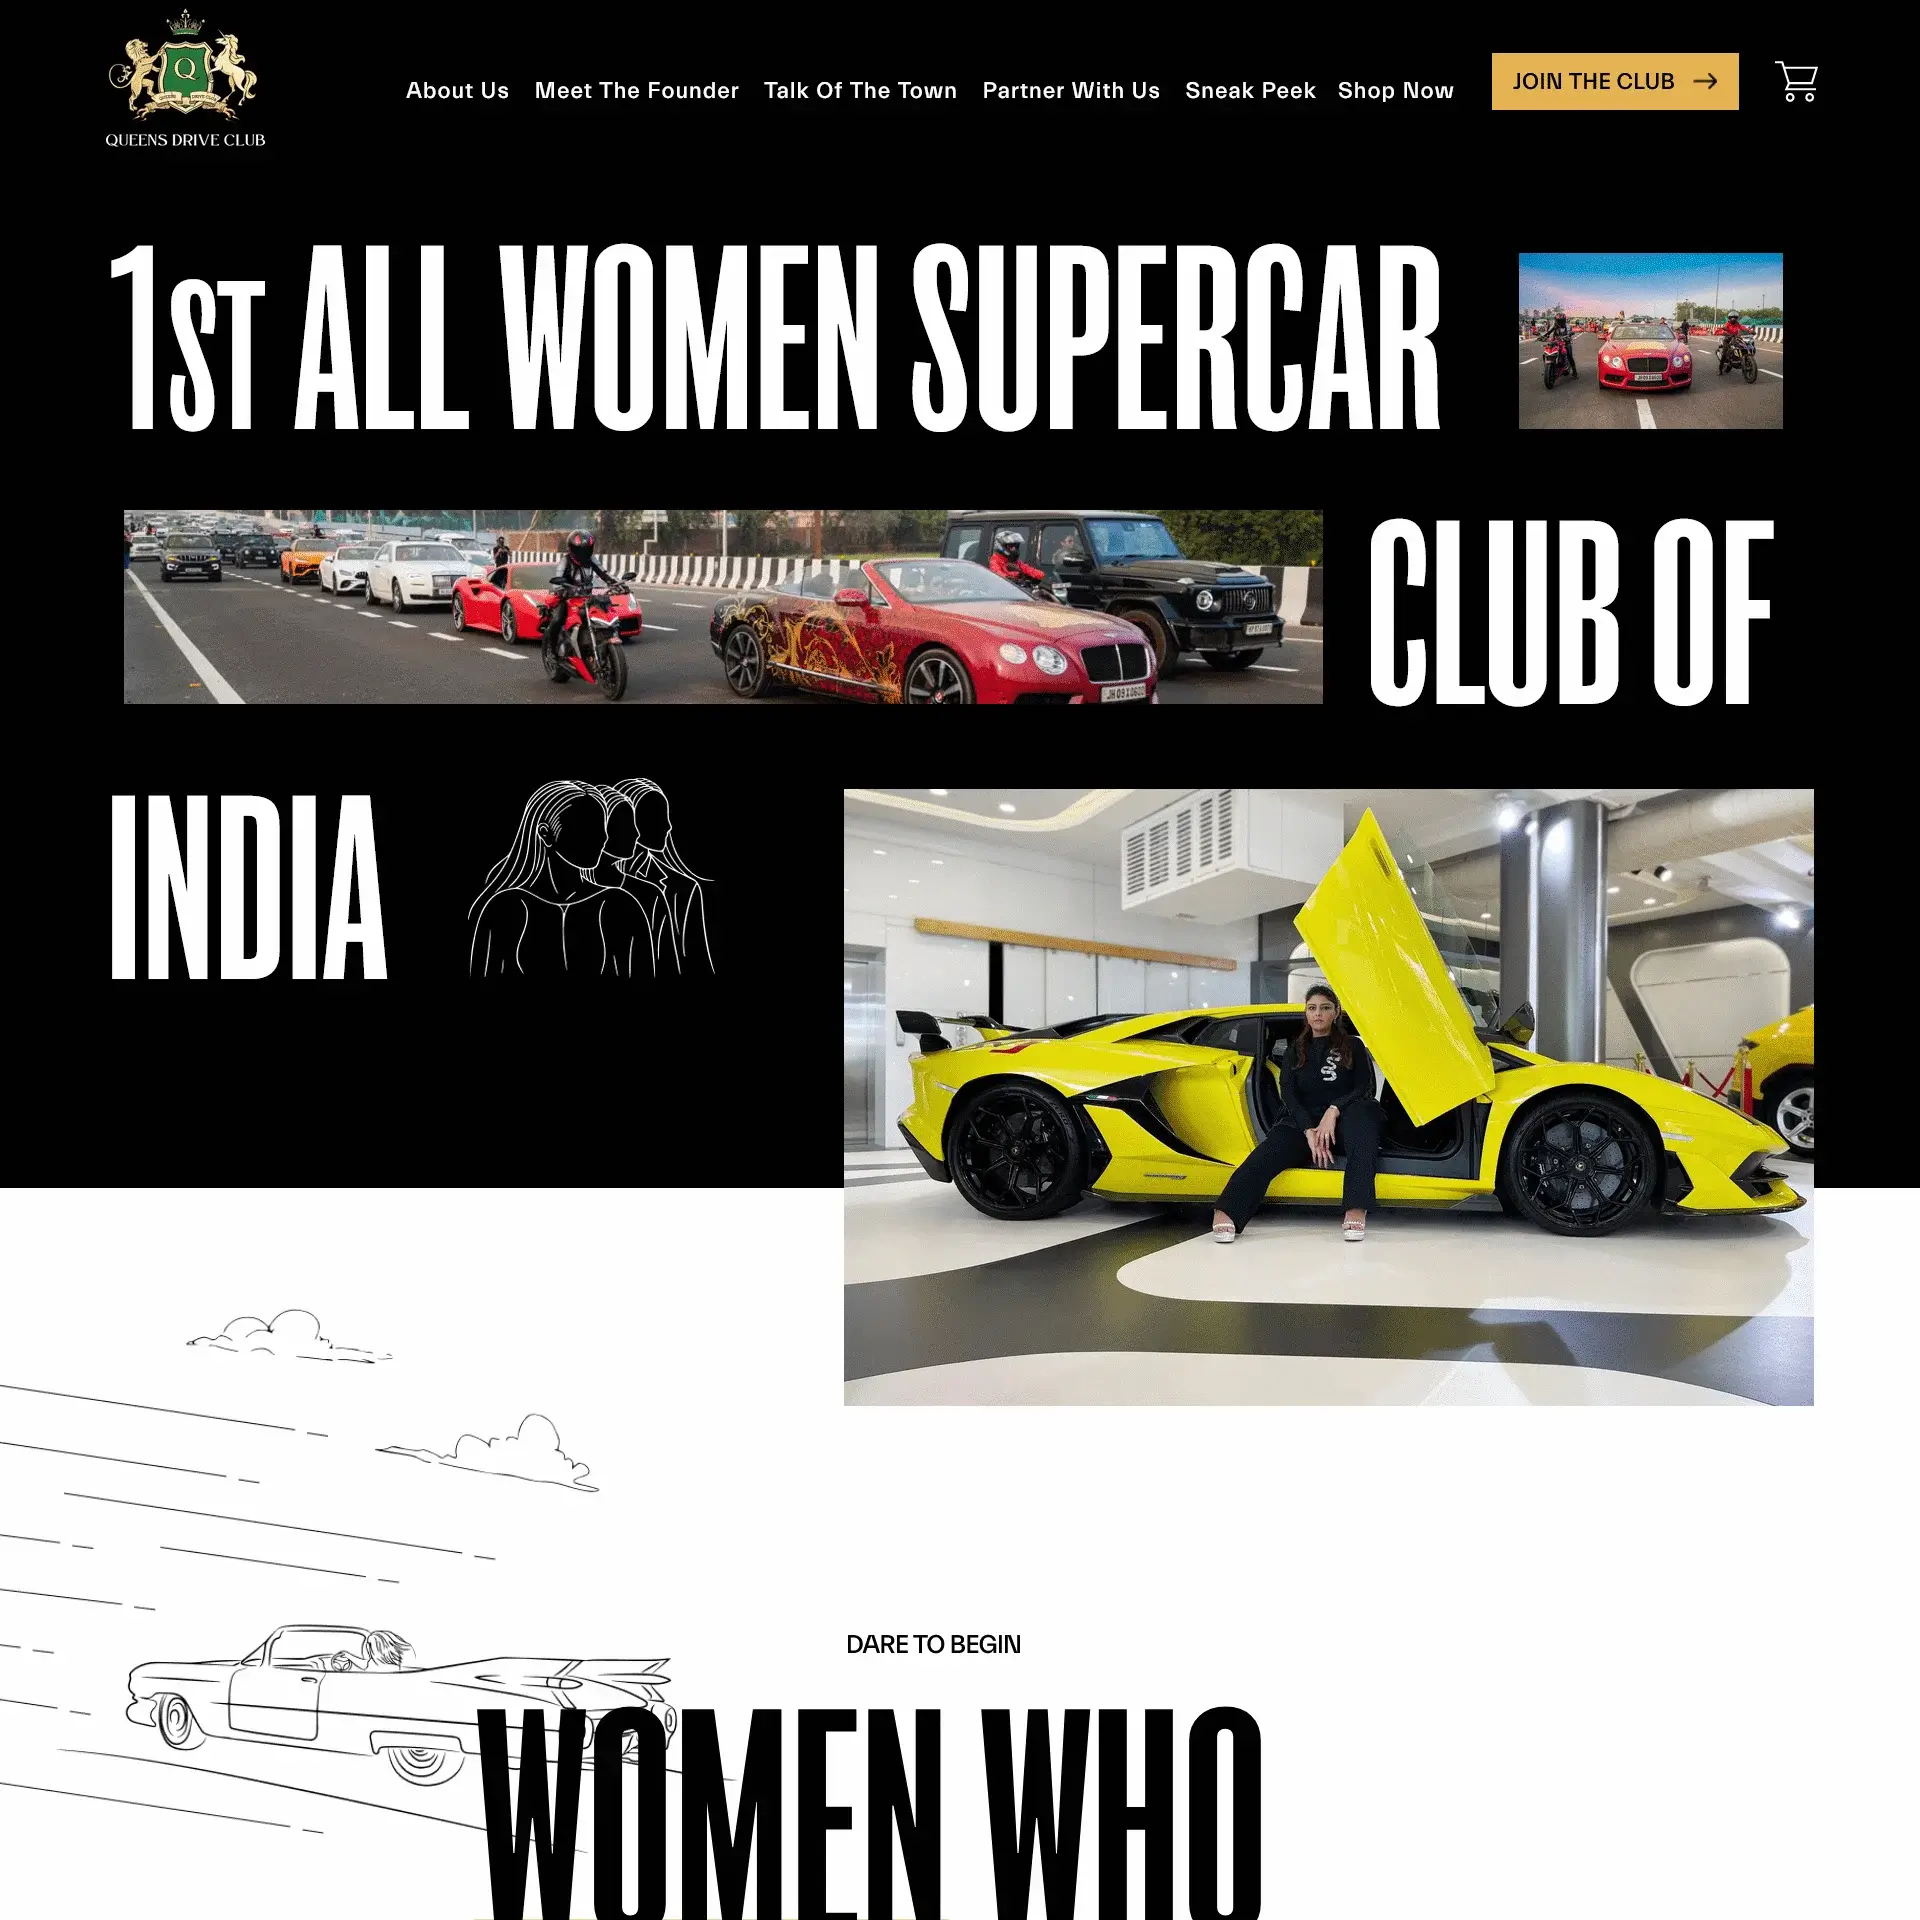 Q
QUEENS DRIVE CLUB
About Us Meet The Founder Talk Of The Town Partner With Us Sneak Peek Shop Now
JOIN THE CLUB →
1ST ALL WOMEN SUPERCAR
CLUB OF
INDIA
DARE TO BEGIN
WOMEN WHO